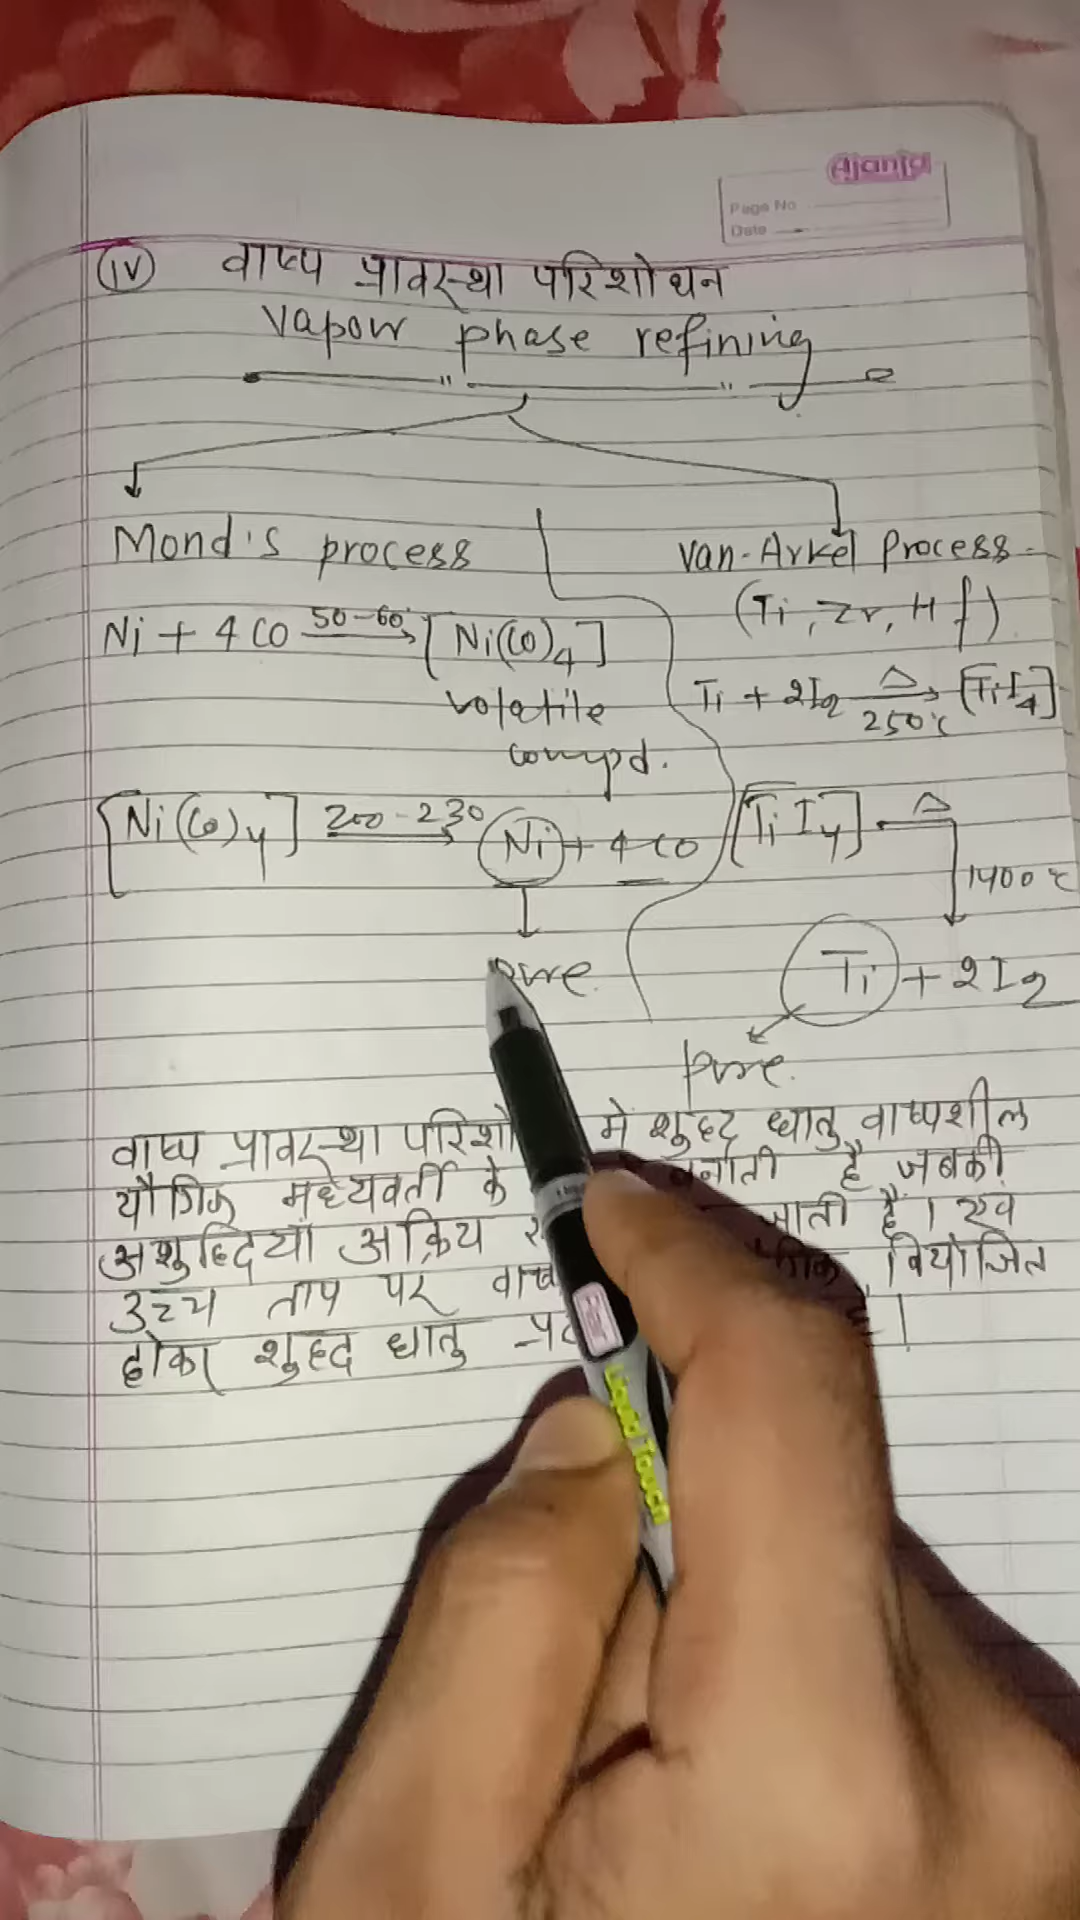 Ajanta
Page No
Date
(iv) वाष्प प्रावस्था परिशोधन
Vapour phase refining
Mond's process
Van-Arkel Process
(Ti, Zr, Hf)
Ni + 4CO 50-60° → [Ni(CO)4]
volatile
compd.
Ti + 2I2 Δ → 250°c [TiI4]
[Ni(Co)4] 200-230 → Ni + 4CO
pure
[TiI4] Δ
1400°c
Ti + 2I2
pure.
वाष्प प्रावस्था परिशो में शुद्द धातु वाष्पशील
यौगिक मध्यवर्ती के बनाती है जबकी
अशुद्दियाँ अक्रिय जाती है। एवं
उच्च ताप पर वाष्प वियोजित
होकर शुद्द धातु है।
Liquid Touch